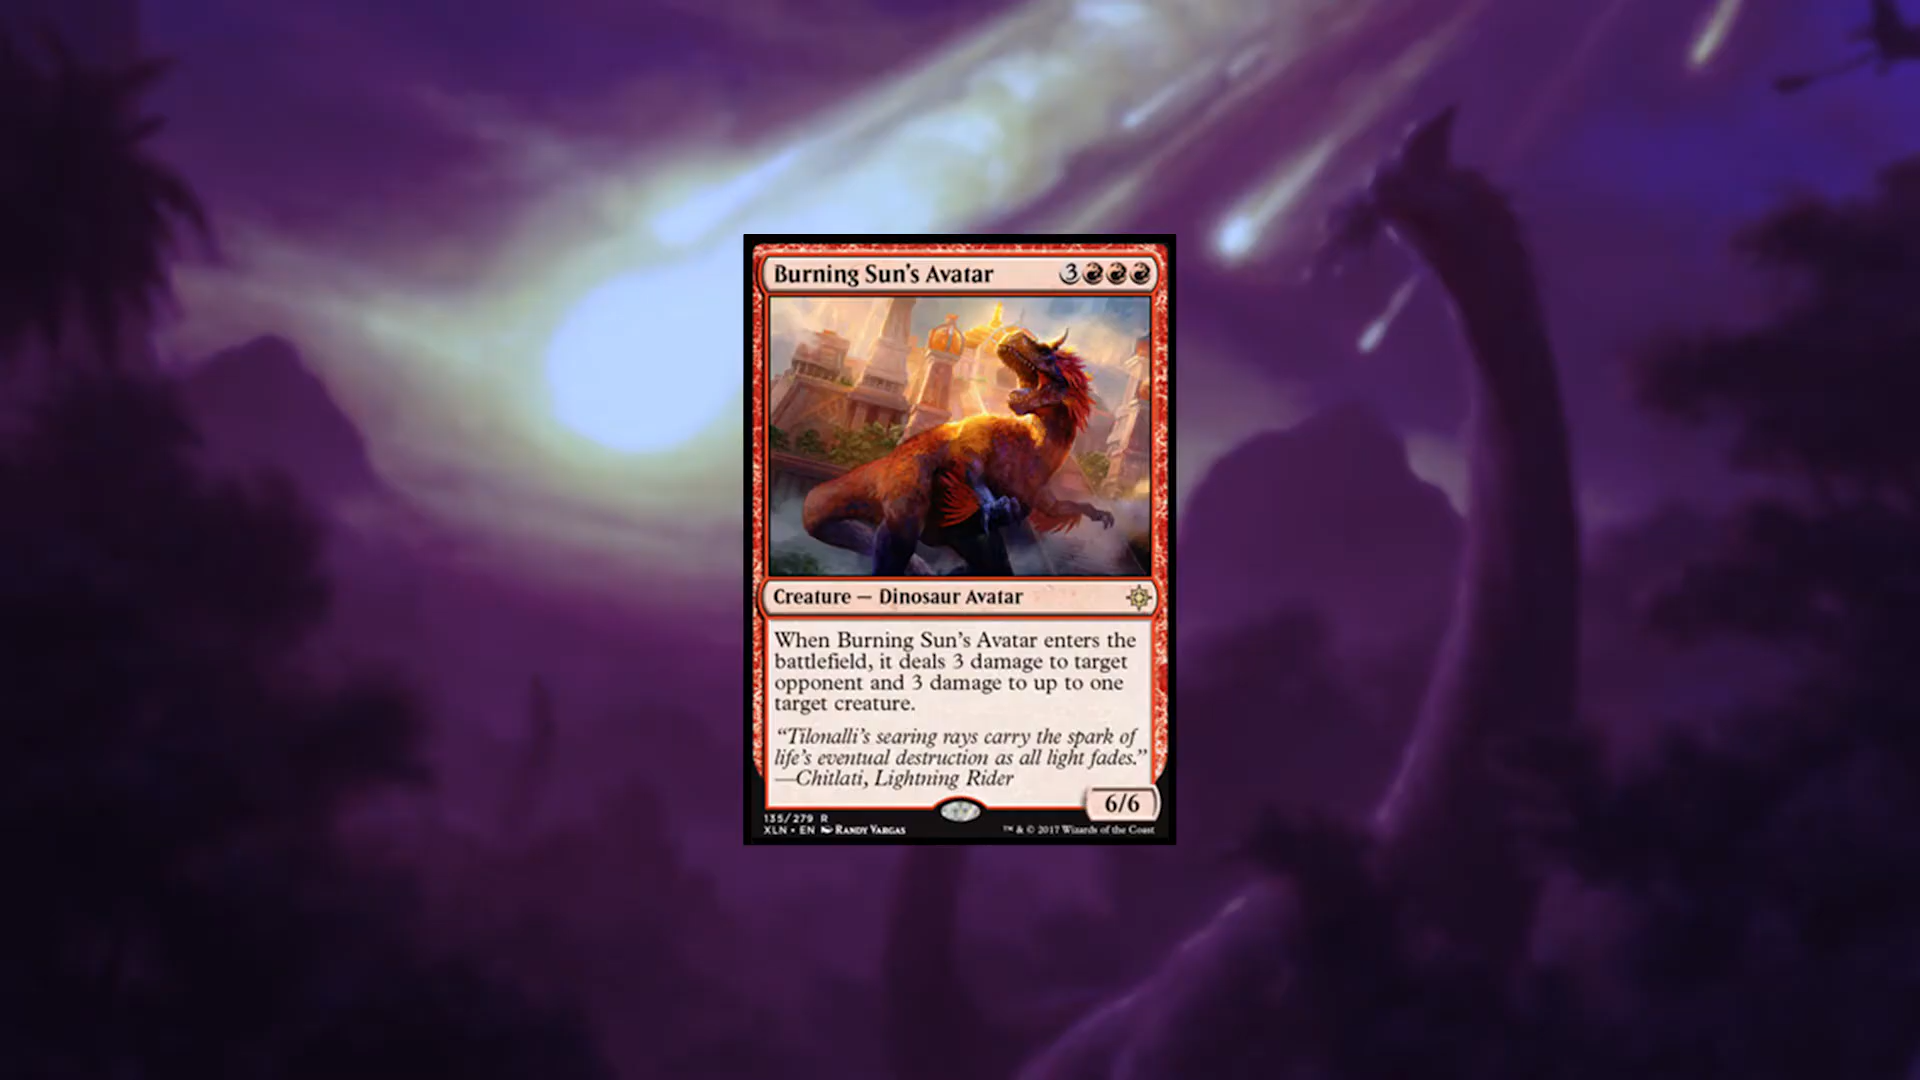 Burning Sun's Avatar 3
Creature — Dinosaur Avatar
When Burning Sun's Avatar enters the
battlefield, it deals 3 damage to target
opponent and 3 damage to up to one
target creature.
“Tilonalli's searing rays carry the spark of
life's eventual destruction as all light fades.”
—Chitlati, Lightning Rider
6/6
135/279 R
XLN • EN Randy Vargas
™ & © 2017 Wizards of the Coast